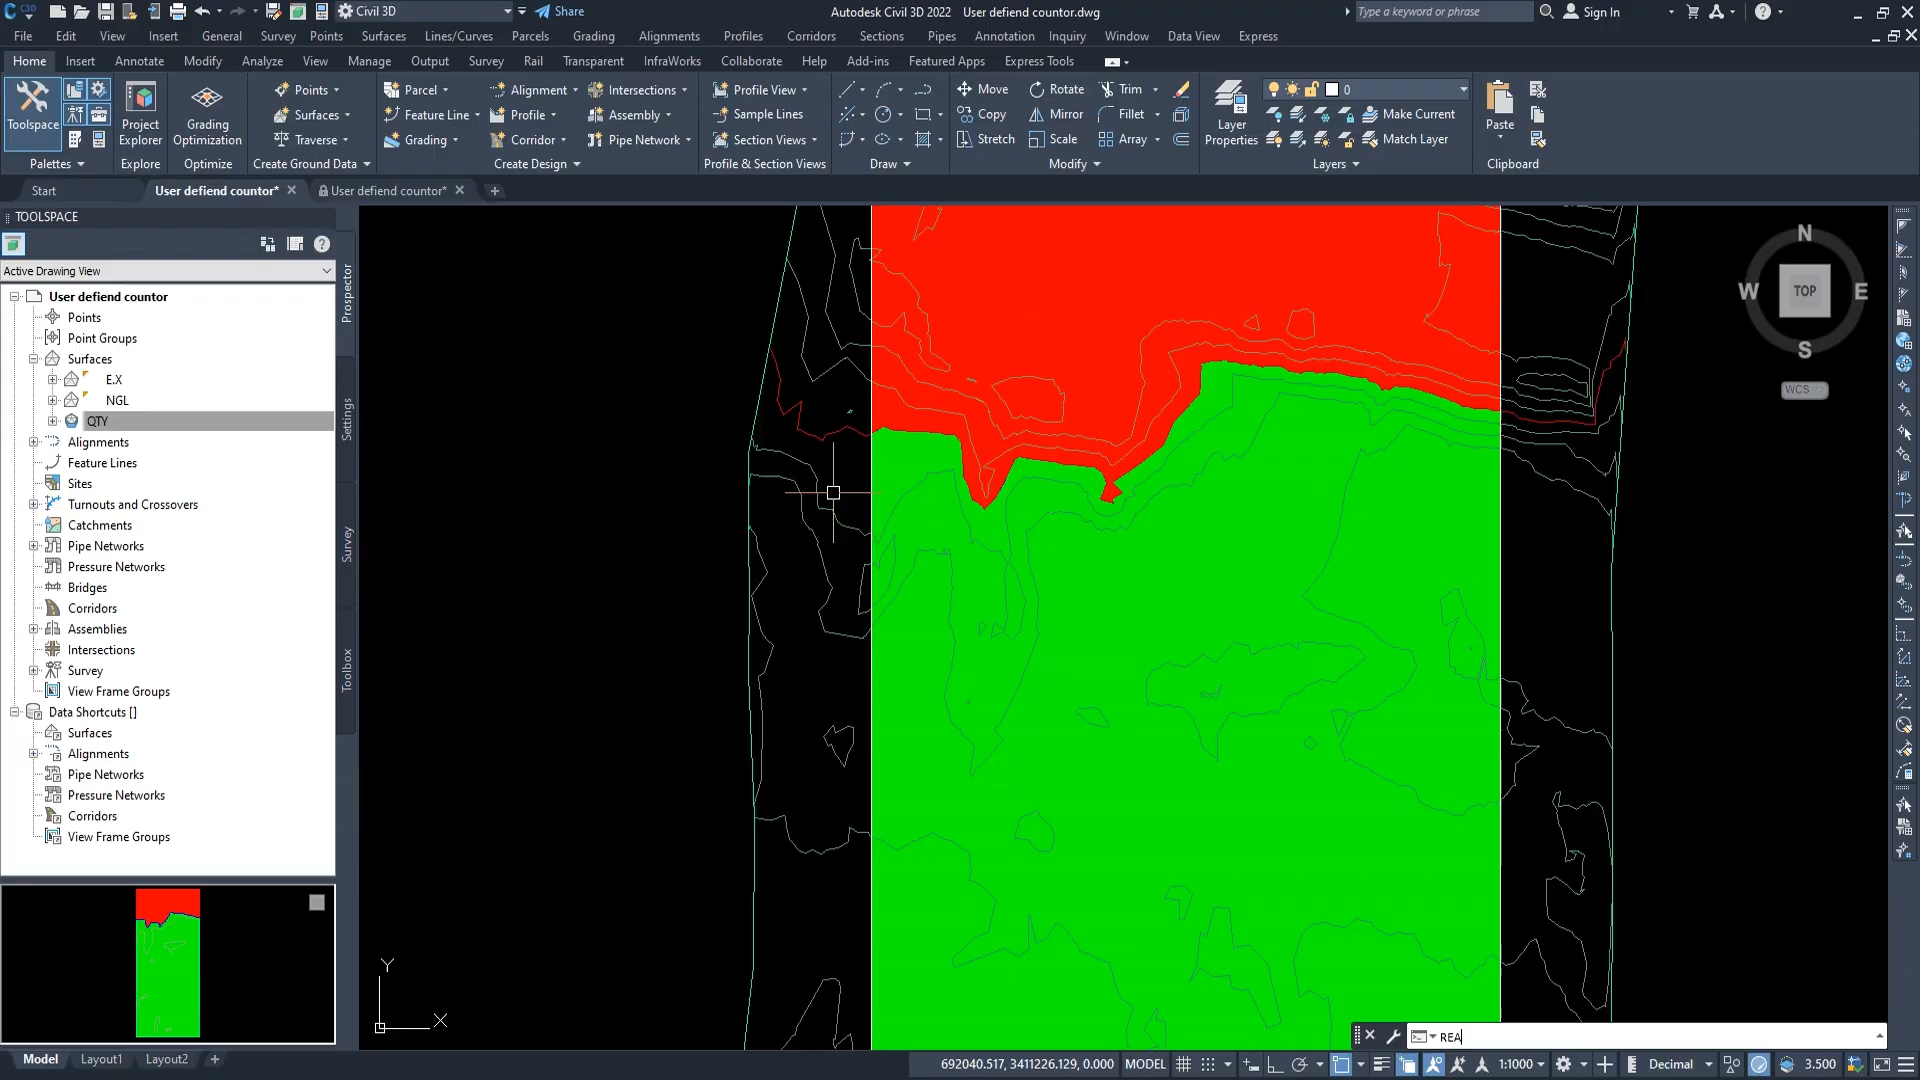 C3D
Civil 3D
Share
Autodesk Civil 3D 2022 User defiend countor.dwg
Type a keyword or phrase
Sign In
File Edit View Insert General Survey Points Surfaces Lines/Curves Parcels Grading Alignments Profiles Corridors Sections Pipes Annotation Inquiry Window Data View Express
Home Insert Annotate Modify Analyze View Manage Output Survey Rail Transparent InfraWorks Collaborate Help Add-ins Featured Apps Express Tools
Toolspace
Palettes
Project Explorer
Explore
Grading Optimization
Optimize
Points
Surfaces
Traverse
Create Ground Data
Parcel
Feature Line
Grading
Alignment
Profile
Corridor
Intersections
Assembly
Pipe Network
Create Design
Profile View
Sample Lines
Section Views
Profile & Section Views
Draw
Move
Copy
Stretch
Rotate
Mirror
Scale
Trim
Fillet
Array
Modify
Layer Properties
0
Make Current
Match Layer
Layers
Paste
Clipboard
Start
User defiend countor*
User defiend countor*
TOOLSPACE
Active Drawing View
User defiend countor
Points
Point Groups
Surfaces
E.X
NGL
QTY
Alignments
Feature Lines
Sites
Turnouts and Crossovers
Catchments
Pipe Networks
Pressure Networks
Bridges
Corridors
Assemblies
Intersections
Survey
View Frame Groups
Data Shortcuts []
Surfaces
Alignments
Pipe Networks
Pressure Networks
Corridors
View Frame Groups
Prospector
Settings
Survey
Toolbox
N
W
TOP
E
S
WCS
Y
X
REA
Model Layout1 Layout2
692040.517, 3411226.129, 0.000 MODEL
1:1000
Decimal
3.500